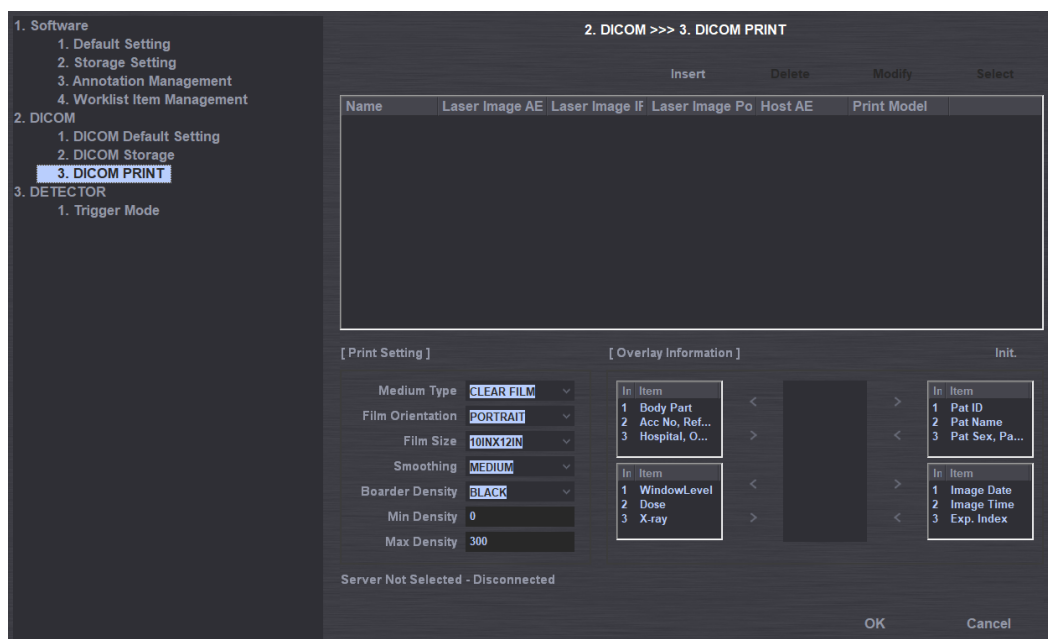 1. Software
1. Default Setting
2. Storage Setting
3. Annotation Management
4. Worklist Item Management
2. DICOM
1. DICOM Default Setting
2. DICOM Storage
3. DICOM PRINT
3. DETECTOR
1. Trigger Mode
2. DICOM >>> 3. DICOM PRINT
Insert Delete Modify Select
Name Laser Image AE Laser Image IF Laser Image Po Host AE Print Model
[ Print Setting ]
Medium Type CLEAR FILM
Film Orientation PORTRAIT
Film Size 10INX12IN
Smoothing MEDIUM
Boarder Density BLACK
Min Density 0
Max Density 300
[ Overlay Information ] Init.
In Item
1 Body Part
2 Acc No, Ref...
3 Hospital, O...
In Item
1 WindowLevel
2 Dose
3 X-ray
< >
> <
< >
> <
In Item
1 Pat ID
2 Pat Name
3 Pat Sex, Pa...
In Item
1 Image Date
2 Image Time
3 Exp. Index
Server Not Selected - Disconnected
OK Cancel